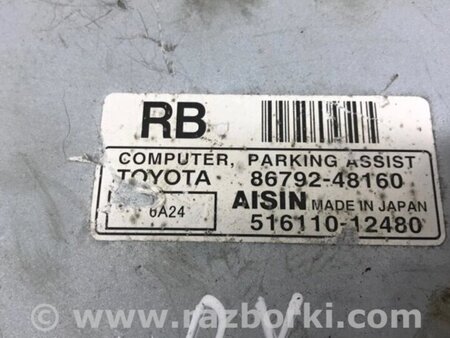 RB
COMPUTER, PARKING ASSIST
TOYOTA 86792-48160
6A24 AISIN MADE IN JAPAN
516110-12480
www.razborki.com